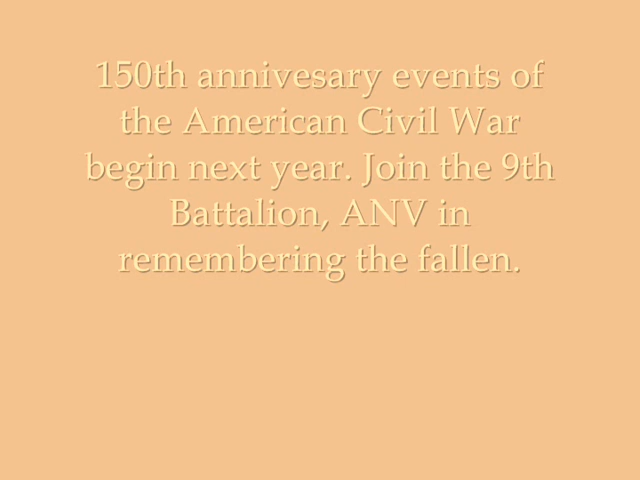 150th annivesary events of
the American Civil War
begin next year. Join the 9th
Battalion, ANV in
remembering the fallen.